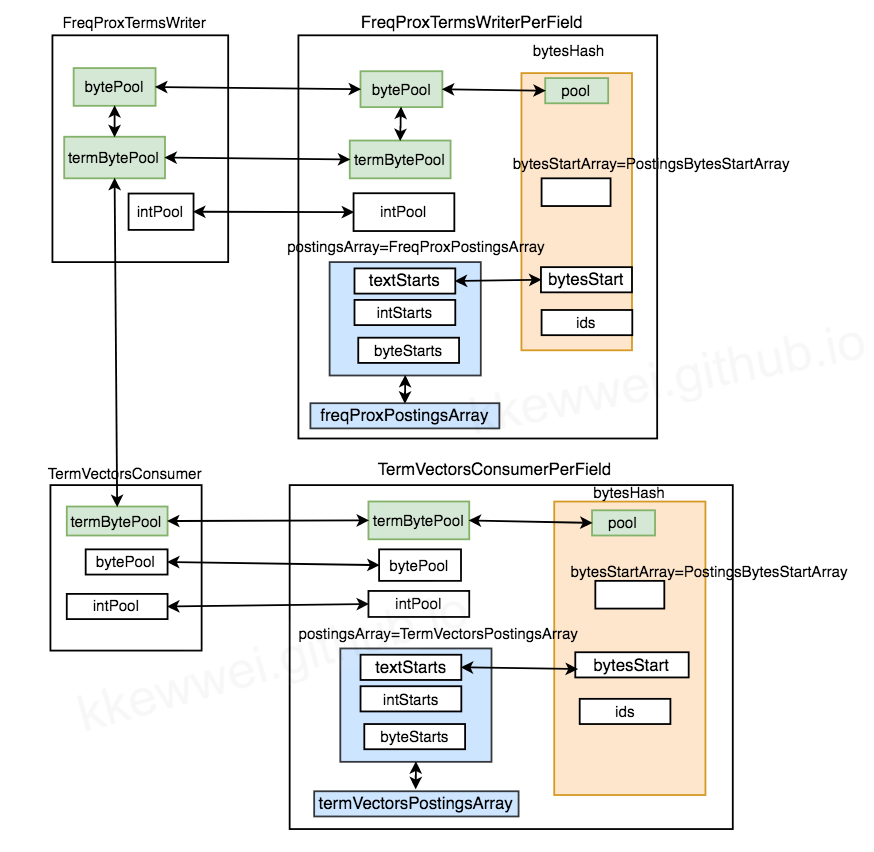 FreqProxTermsWriter
bytePool
termBytePool
intPool
FreqProxTermsWriterPerField
bytePool
termBytePool
intPool
postingsArray=FreqProxPostingsArray
textStarts
intStarts
byteStarts
freqProxPostingsArray
bytesHash
pool
bytesStartArray=PostingsBytesStartArray
bytesStart
ids
kkewwei.github.io
TermVectorsConsumer
termBytePool
bytePool
intPool
TermVectorsConsumerPerField
termBytePool
bytePool
intPool
postingsArray=TermVectorsPostingsArray
textStarts
intStarts
byteStarts
termVectorsPostingsArray
bytesHash
pool
bytesStartArray=PostingsBytesStartArray
bytesStart
ids
kkewwei.github.io